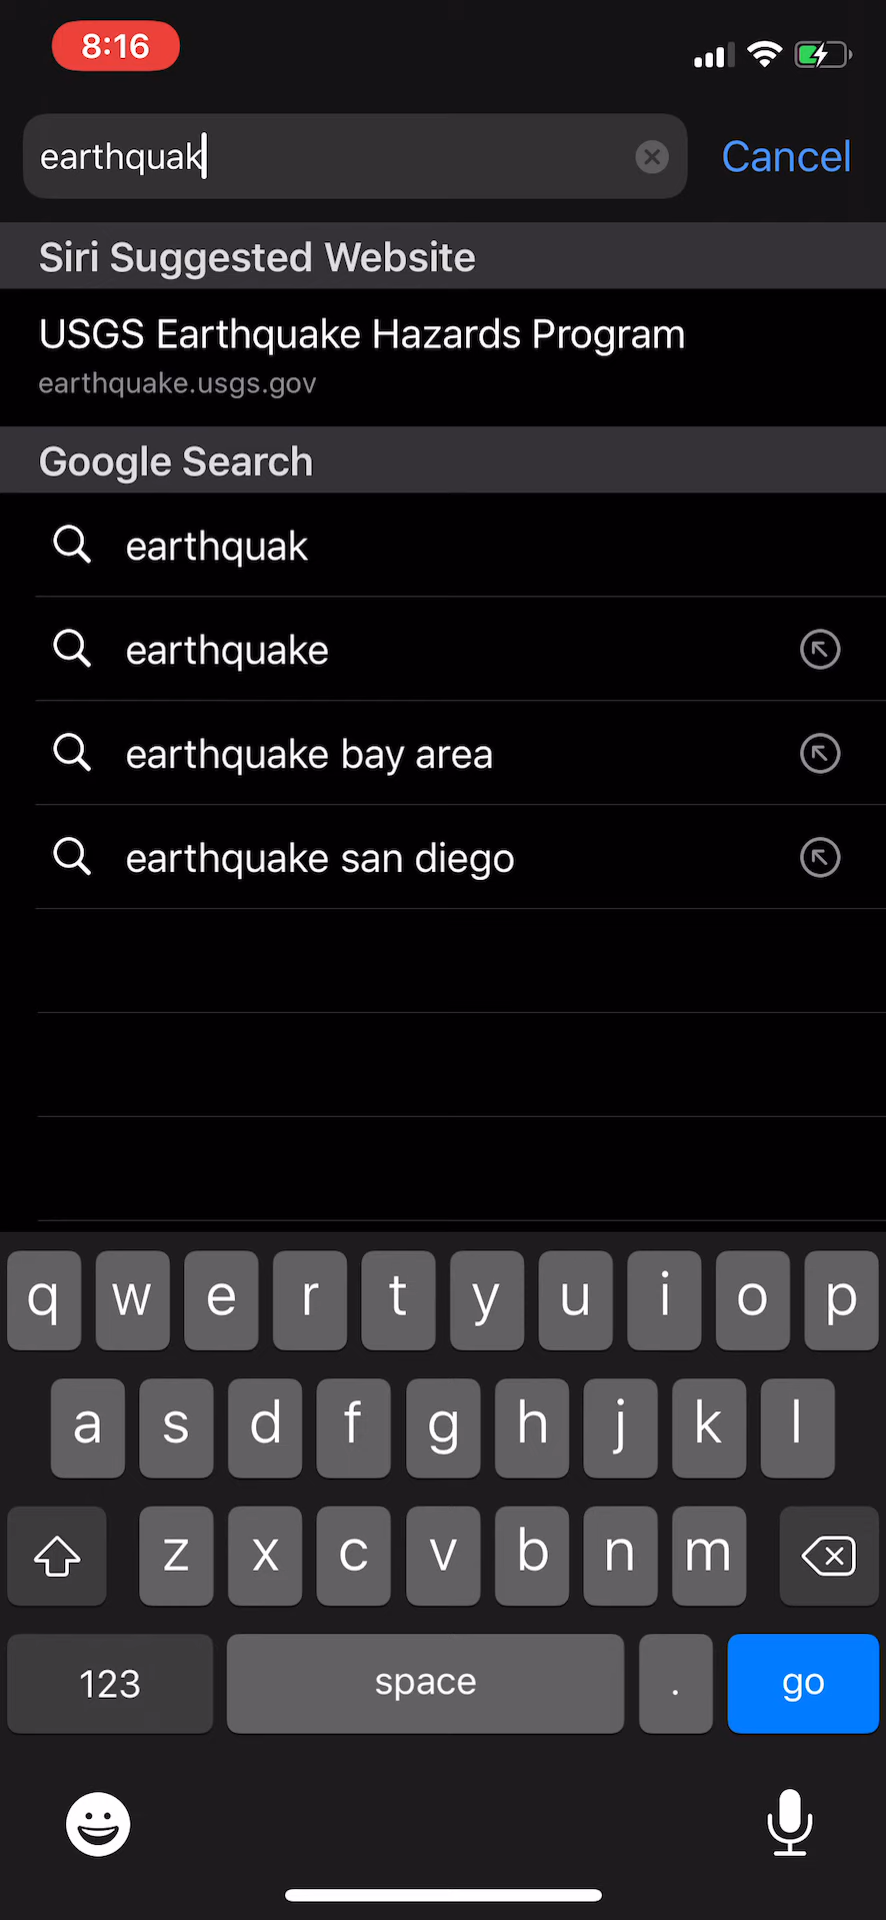 8:16
earthquak
Cancel
Siri Suggested Website
USGS Earthquake Hazards Program
earthquake.usgs.gov
Google Search
earthquak
earthquake
earthquake bay area
earthquake san diego
q w e r t y u i o p
a s d f g h j k l
z x c v b n m
123 space . go